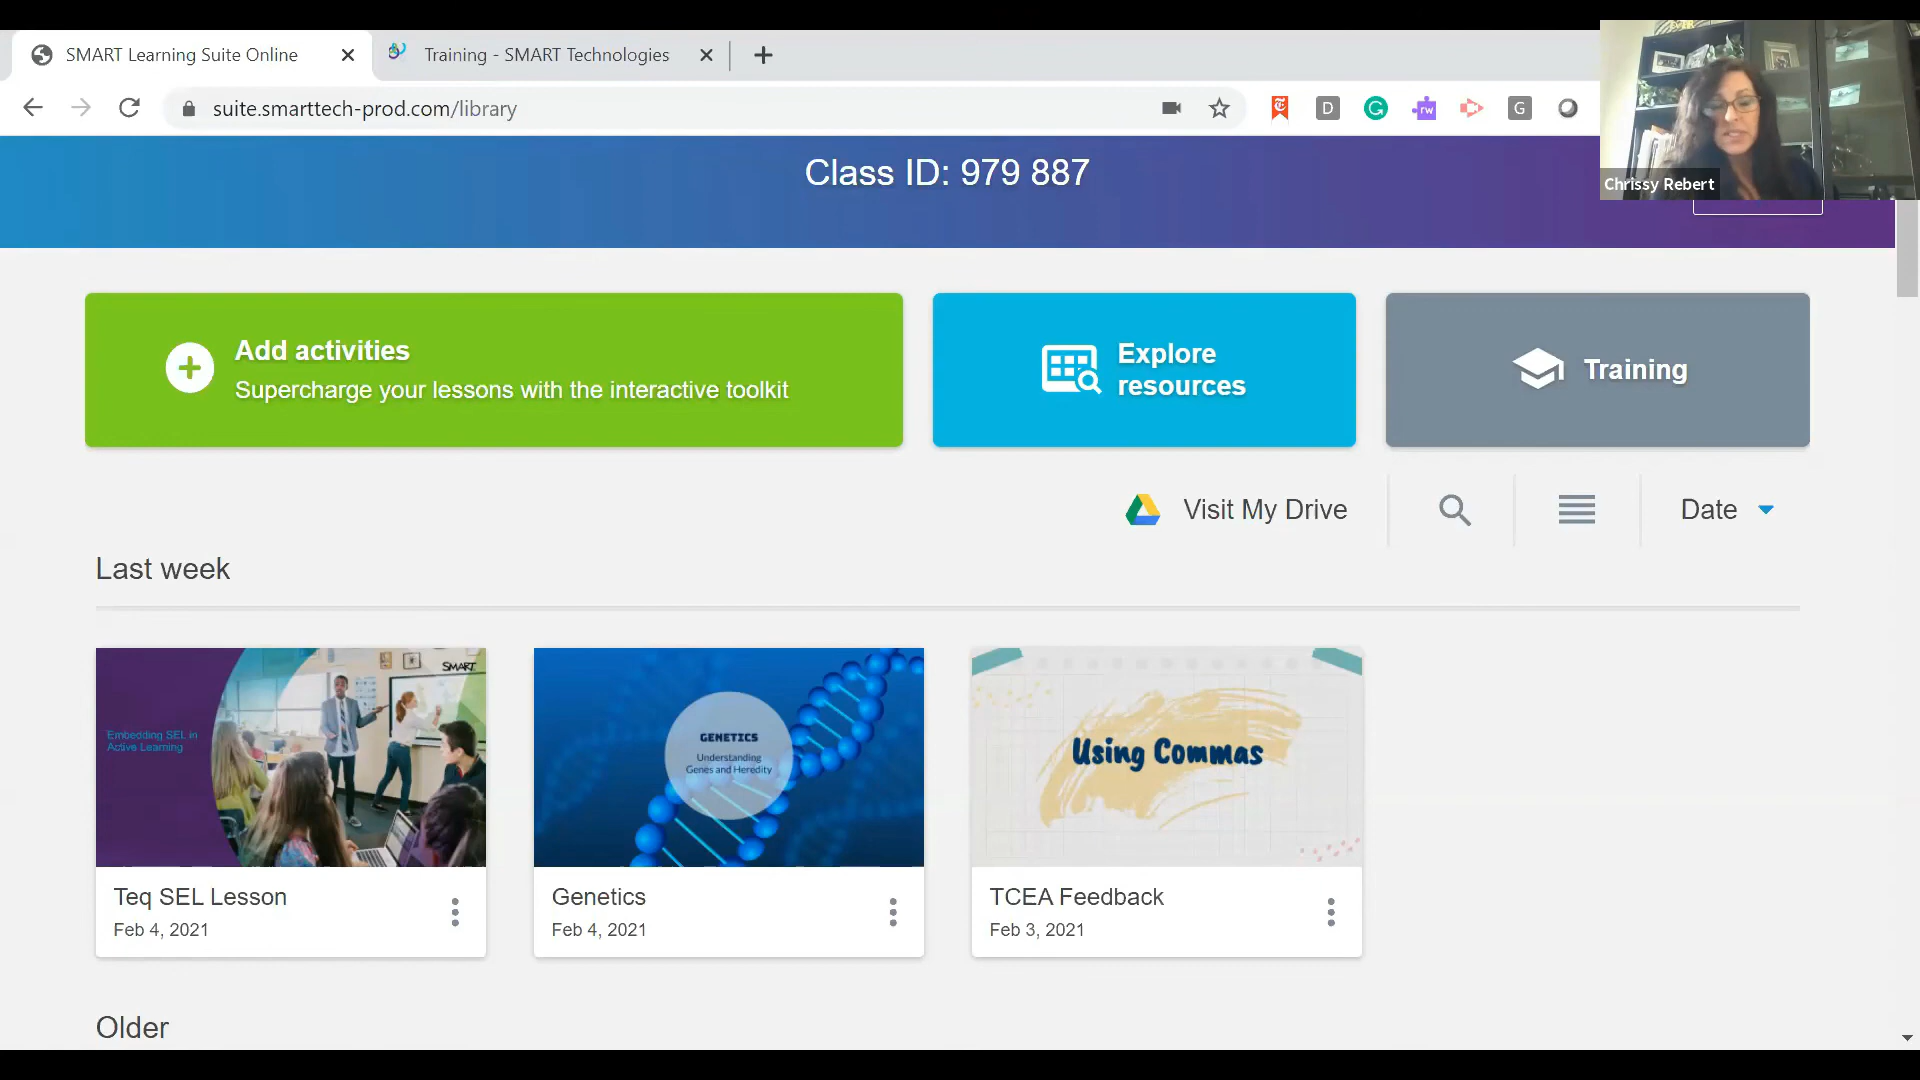 SMART Learning Suite Online
Training - SMART Technologies
suite.smarttech-prod.com/library
D
G
rw
G
Chrissy Rebert
Class ID: 979 887
Add activities
Supercharge your lessons with the interactive toolkit
Explore
resources
Training
Visit My Drive
Date
Last week
SMART
Embedding SEL in
Active Learning
GENETICS
Understanding
Genes and Heredity
Using Commas
Teq SEL Lesson
Feb 4, 2021
Genetics
Feb 4, 2021
TCEA Feedback
Feb 3, 2021
Older